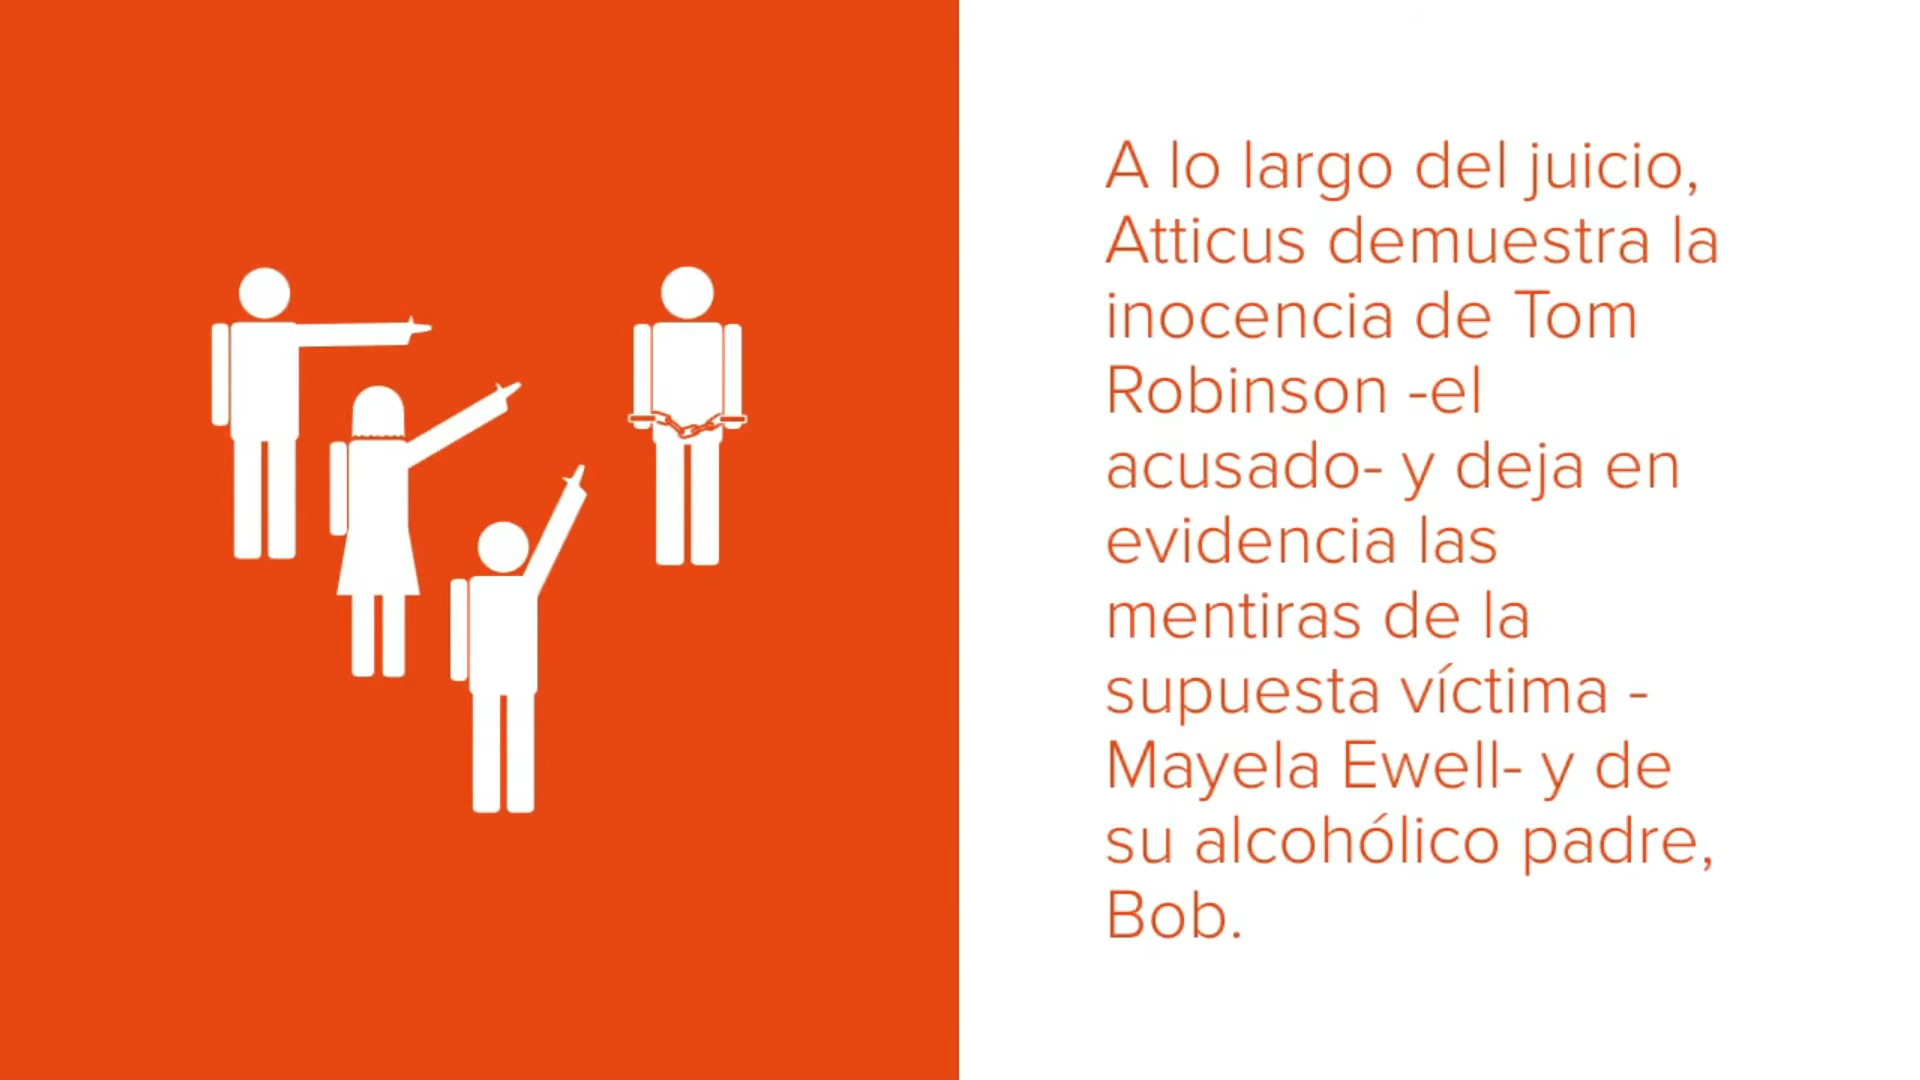 A lo largo del juicio,
Atticus demuestra la
inocencia de Tom
Robinson -el
acusado- y deja en
evidencia las
mentiras de la
supuesta víctima -
Mayela Ewell- y de
su alcohólico padre,
Bob.